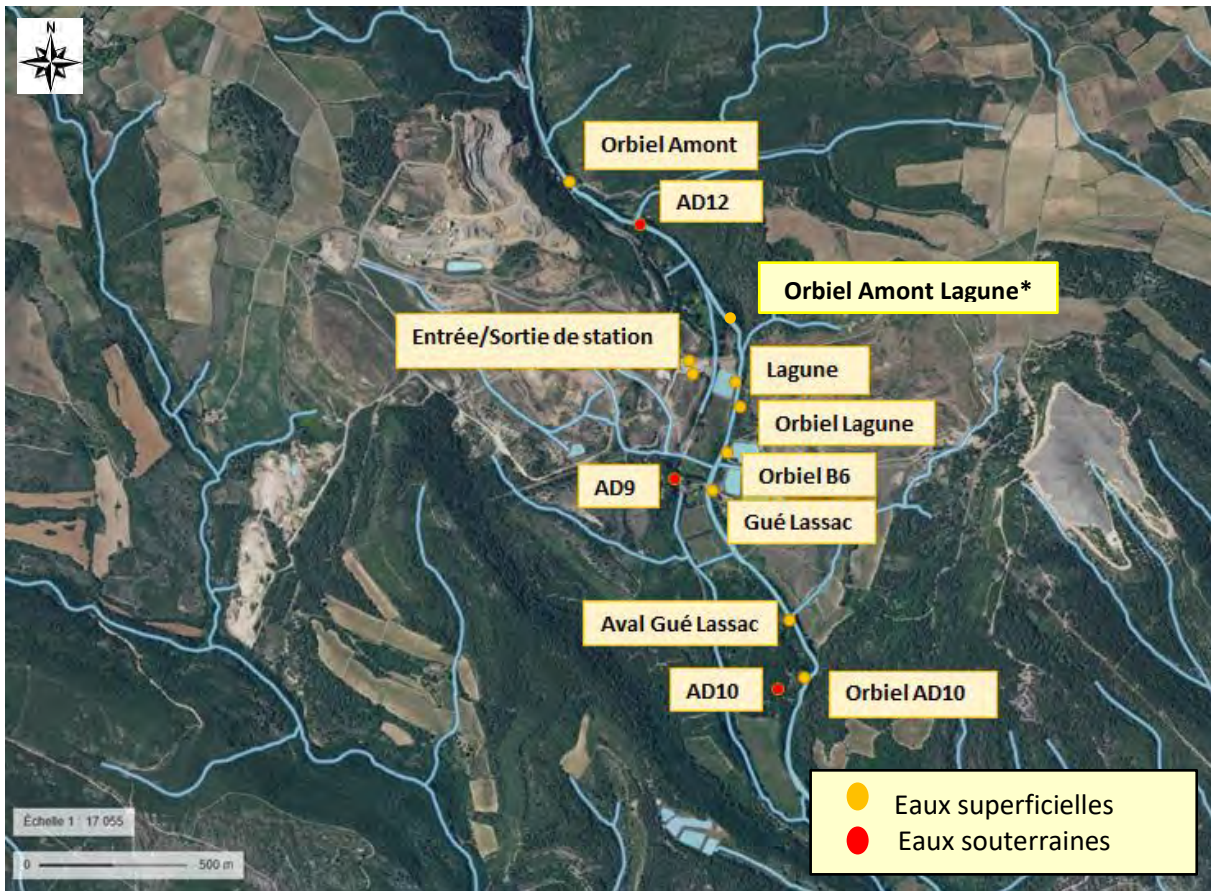 N
Orbiel Amont
AD12
Orbiel Amont Lagune*
Entrée/Sortie de station
Lagune
Orbiel Lagune
AD9
Orbiel B6
Gué Lassac
Aval Gué Lassac
AD10
Orbiel AD10
Eaux superficielles
Eaux souterraines
Échelle 1 : 17 055
0 500 m